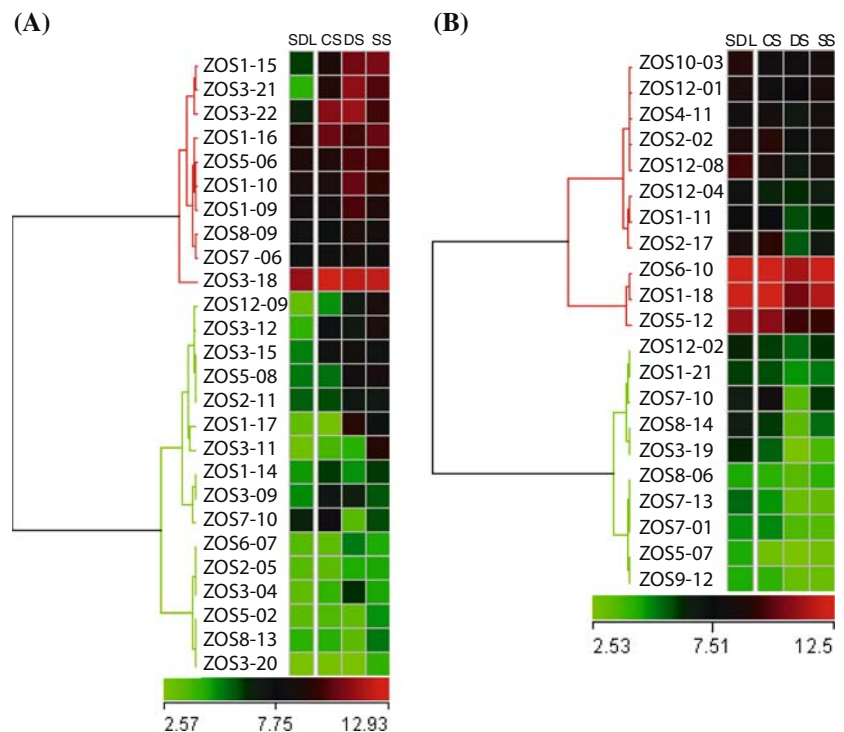 (A)
SDL CS DS SS
ZOS1-15
ZOS3-21
ZOS3-22
ZOS1-16
ZOS5-06
ZOS1-10
ZOS1-09
ZOS8-09
ZOS7 -06
ZOS3-18
ZOS12-09
ZOS3-12
ZOS3-15
ZOS5-08
ZOS2-11
ZOS1-17
ZOS3-11
ZOS1-14
ZOS3-09
ZOS7-10
ZOS6-07
ZOS2-05
ZOS3-04
ZOS5-02
ZOS8-13
ZOS3-20
2.57 7.75 12.93
(B)
SDL CS DS SS
ZOS10-03
ZOS12-01
ZOS4-11
ZOS2-02
ZOS12-08
ZOS12-04
ZOS1-11
ZOS2-17
ZOS6-10
ZOS1-18
ZOS5-12
ZOS12-02
ZOS1-21
ZOS7-10
ZOS8-14
ZOS3-19
ZOS8-06
ZOS7-13
ZOS7-01
ZOS5-07
ZOS9-12
2.53 7.51 12.5